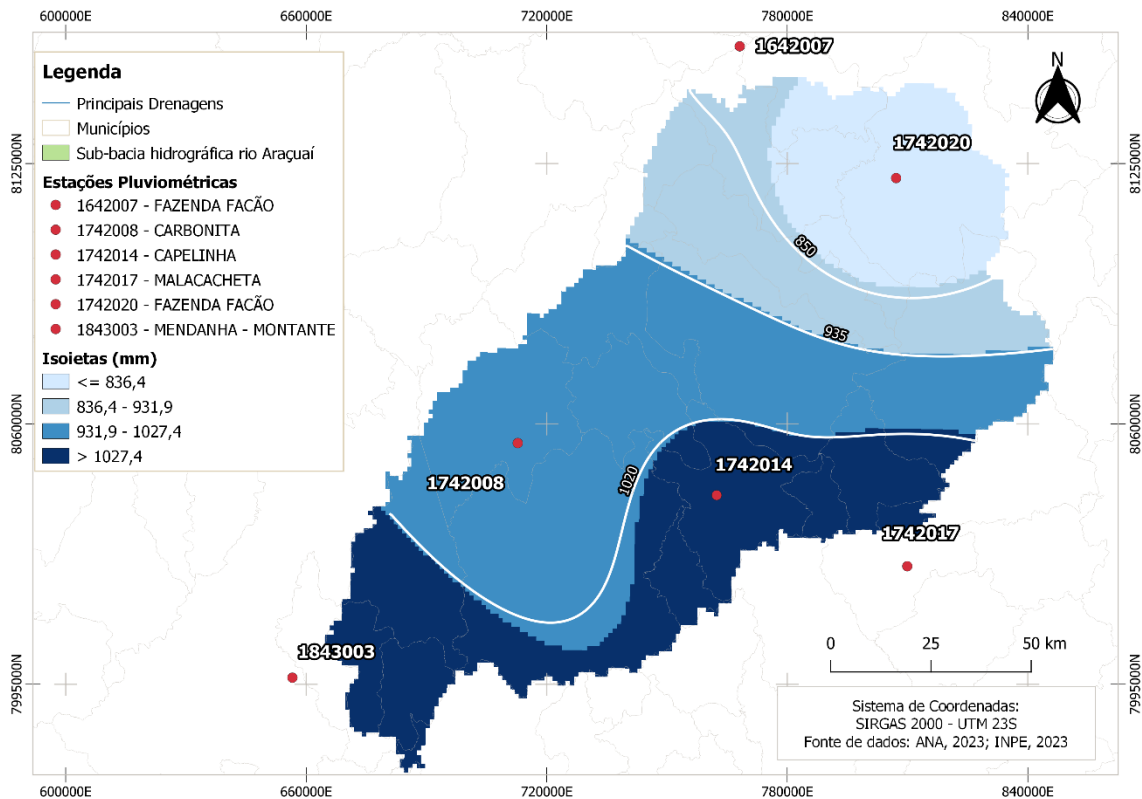 600000E 660000E 720000E 780000E 840000E
1642007
N
Legenda
Principais Drenagens
Municípios
Sub-bacia hidrográfica rio Araçuaí
Estações Pluviométricas
1642007 - FAZENDA FACÃO
1742008 - CARBONITA
1742014 - CAPELINHA
1742017 - MALACACHETA
1742020 - FAZENDA FACÃO
1843003 - MENDANHA - MONTANTE
Isoietas (mm)
<= 836,4
836,4 - 931,9
931,9 - 1027,4
> 1027,4
8125000N 8125000N
1742020
850
935
8060000N 8060000N
1742014
1020
1742008
1742017
1843003
0 25 50 km
7995000N 7995000N
Sistema de Coordenadas:
SIRGAS 2000 - UTM 23S
Fonte de dados: ANA, 2023; INPE, 2023
600000E 660000E 720000E 780000E 840000E